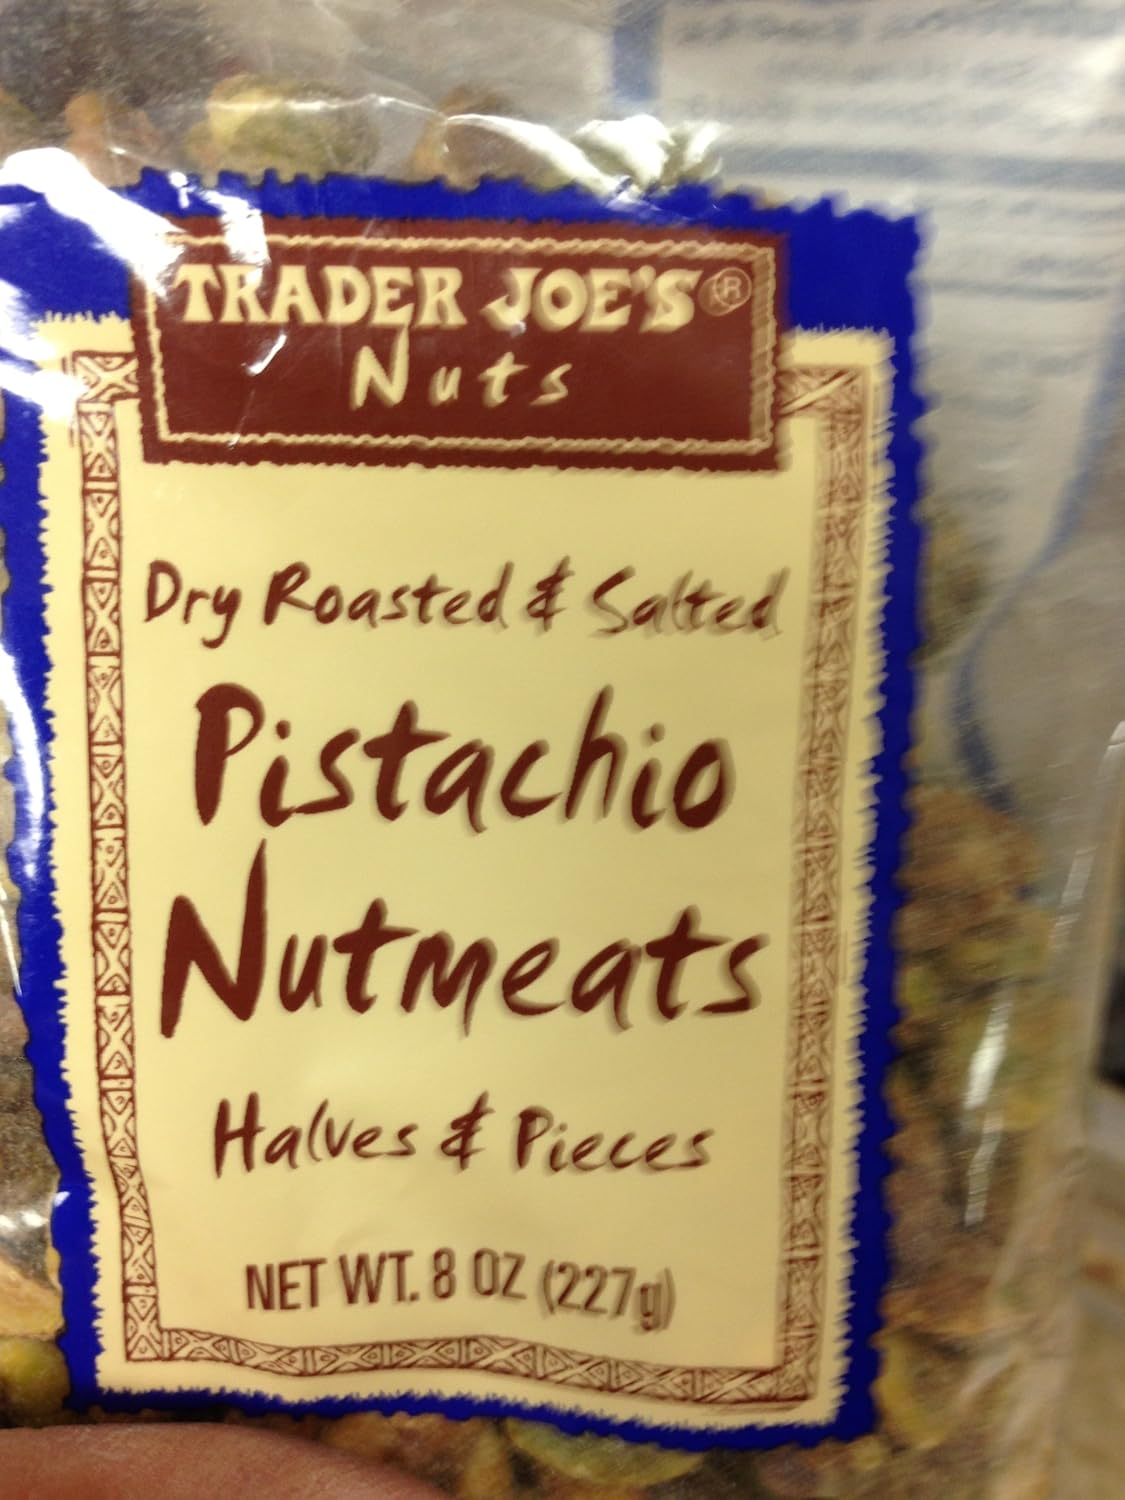 TRADER JOE'S®
Nuts
Dry Roasted & Salted
Pistachio
Nutmeats
Halves & Pieces
NET WT. 8 OZ (227g)